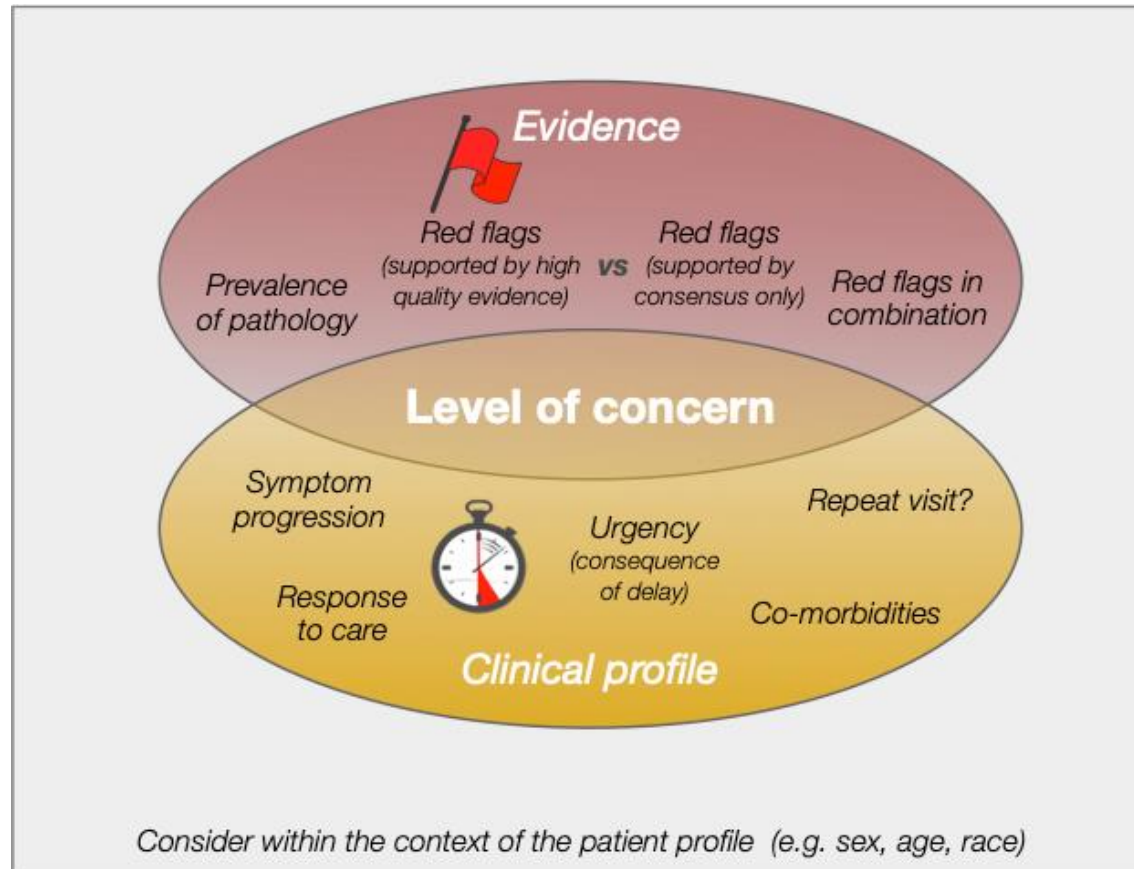 Evidence
Red flags
(supported by high
quality evidence)
vs
Red flags
(supported by
consensus only)
Prevalence
of pathology
Red flags in
combination
Level of concern
Symptom
progression
Repeat visit?
Urgency
(consequence
of delay)
Response
to care
Co-morbidities
Clinical profile
Consider within the context of the patient profile (e.g. sex, age, race)